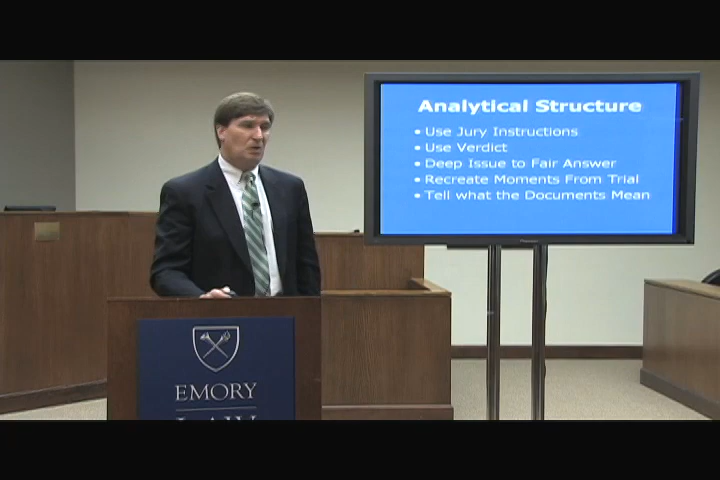 Analytical Structure
• Use Jury Instructions
• Use Verdict
• Deep Issue to Fair Answer
• Recreate Moments From Trial
• Tell what the Documents Mean
EMORY
LAW